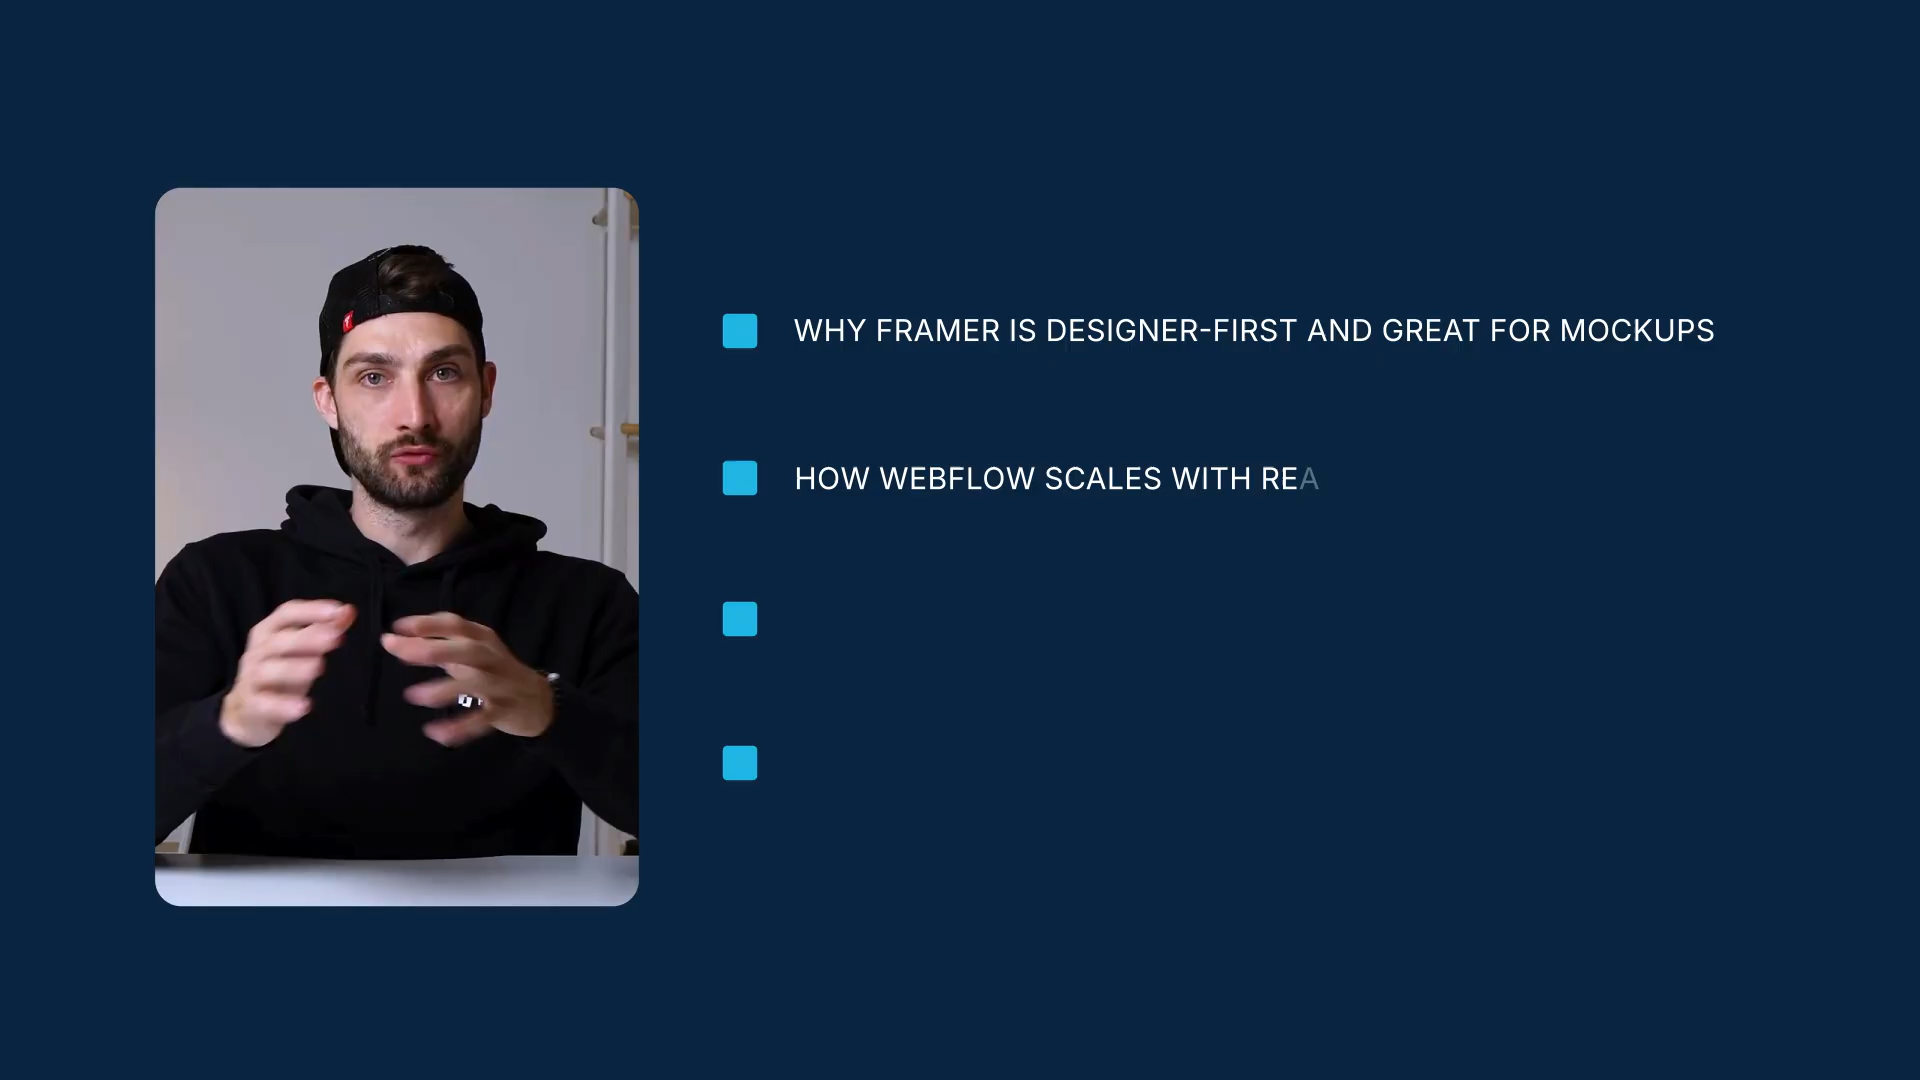 WHY FRAMER IS DESIGNER-FIRST AND GREAT FOR MOCKUPS
HOW WEBFLOW SCALES WITH REA